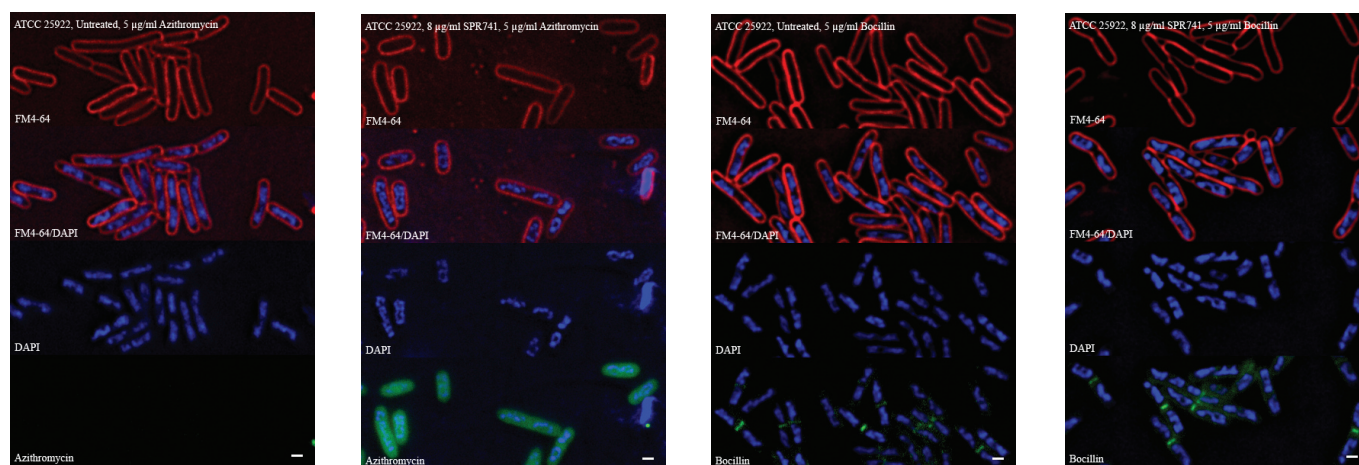 ATCC 25922, Untreated, 5 µg/ml Azithromycin
FM4-64
FM4-64/DAPI
DAPI
Azithromycin
ATCC 25922, 8 µg/ml SPR741, 5 µg/ml Azithromycin
FM4-64
FM4-64/DAPI
DAPI
Azithromycin
ATCC 25922, Untreated, 5 µg/ml Bocillin
FM4-64
FM4-64/DAPI
DAPI
Bocillin
ATCC 25922, 8 µg/ml SPR741, 5 µg/ml Bocillin
FM4-64
FM4-64/DAPI
DAPI
Bocillin